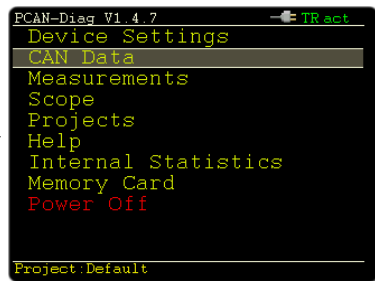 PCAN-Diag V1.4.7 TR act
Device Settings
CAN Data
Measurements
Scope
Projects
Help
Internal Statistics
Memory Card
Power Off
Project:Default